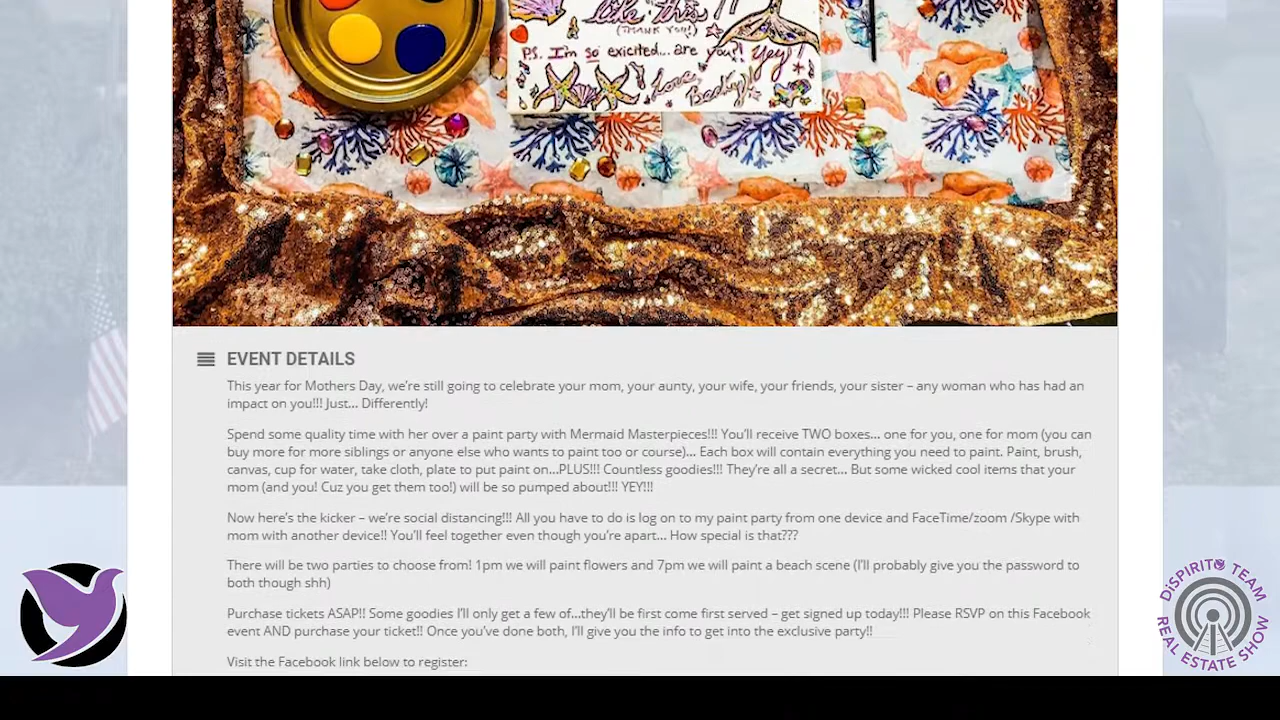 like this!!
(THANK YOU!)
P.S. I'm so exicited... are you?! Yey!
Love,
Becky!
EVENT DETAILS
This year for Mothers Day, we're still going to celebrate your mom, your aunty, your wife, your friends, your sister – any woman who has had an
impact on you!!! Just... Differently!
Spend some quality time with her over a paint party with Mermaid Masterpieces!!! You'll receive TWO boxes... one for you, one for mom (you can
buy more for more siblings or anyone else who wants to paint too or course)... Each box will contain everything you need to paint. Paint, brush,
canvas, cup for water, take cloth, plate to put paint on...PLUS!!! Countless goodies!!! They're all a secret... But some wicked cool items that your
mom (and you! Cuz you get them too!) will be so pumped about!!! YEY!!!
Now here's the kicker – we're social distancing!!! All you have to do is log on to my paint party from one device and FaceTime/zoom /Skype with
mom with another device!! You'll feel together even though you're apart... How special is that???
There will be two parties to choose from! 1pm we will paint flowers and 7pm we will paint a beach scene (I'll probably give you the password to
both though shh)
Purchase tickets ASAP!! Some goodies I'll only get a few of...they'll be first come first served – get signed up today!!! Please RSVP on this Facebook
event AND purchase your ticket!! Once you've done both, I'll give you the info to get into the exclusive party!!
Visit the Facebook link below to register:
DiSPIRITO TEAM
REAL ESTATE SHOW